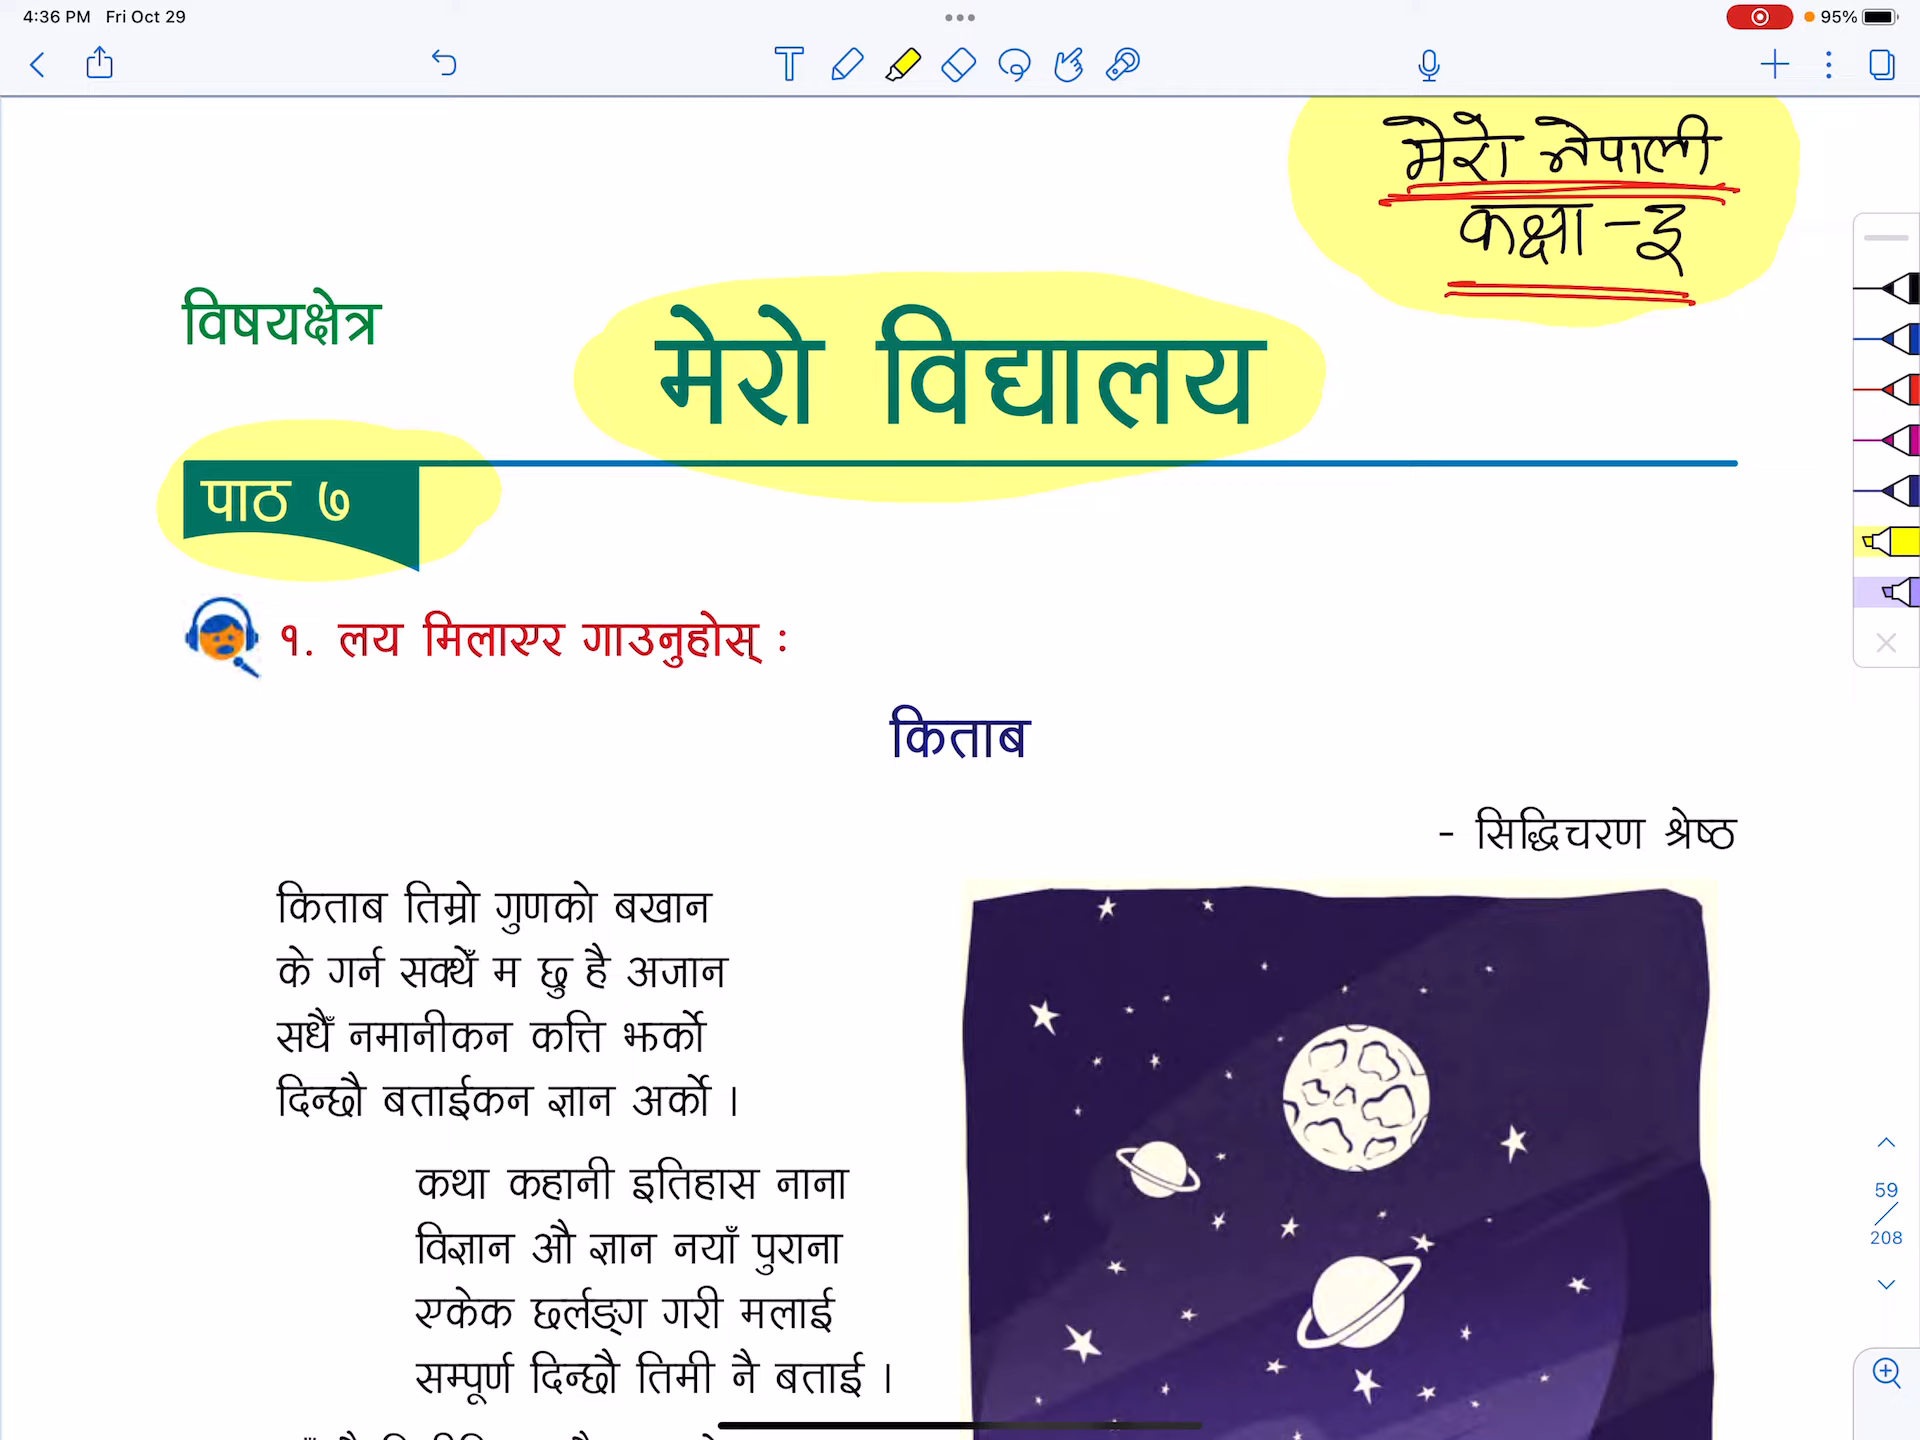 4:36 PM Fri Oct 29
95%
मेरो नेपाली
कक्षा -३
विषयक्षेत्र
मेरो विद्यालय
पाठ ७
१. लय मिलाएर गाउनुहोस् :
किताब
- सिद्धिचरण श्रेष्ठ
किताब तिम्रो गुणको बखान
के गर्न सक्थेँ म छु है अजान
सधैँ नमानीकन कत्ति झर्को
दिन्छौ बताईकन ज्ञान अर्को ।
कथा कहानी इतिहास नाना
विज्ञान औ ज्ञान नयाँ पुराना
एकेक छर्लङ्ग गरी मलाई
सम्पूर्ण दिन्छौ तिमी नै बताई ।
59
208